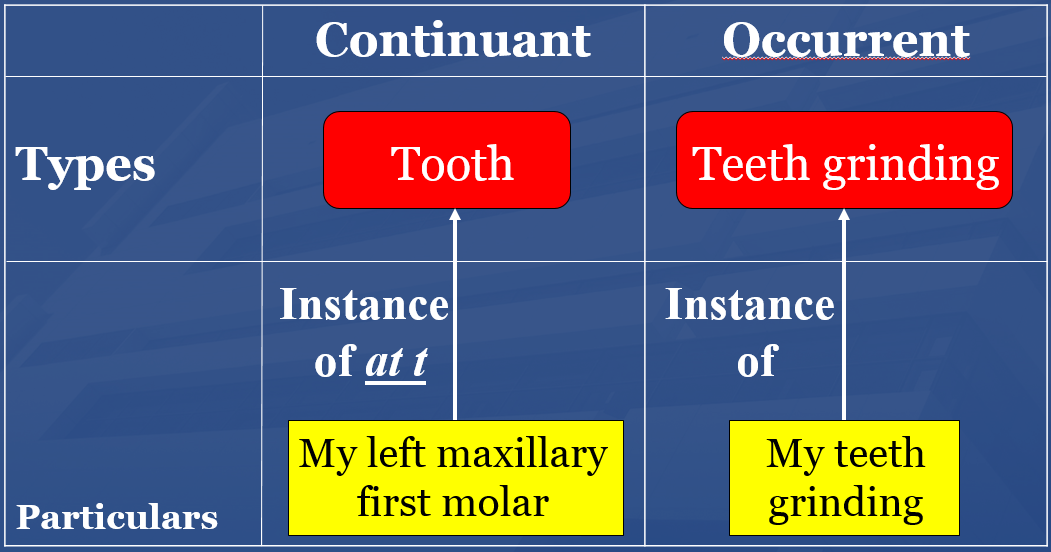 Continuant
Occurrent
Types
Tooth
Teeth grinding
Instance
of at t
Instance
of
Particulars
My left maxillary
first molar
My teeth
grinding